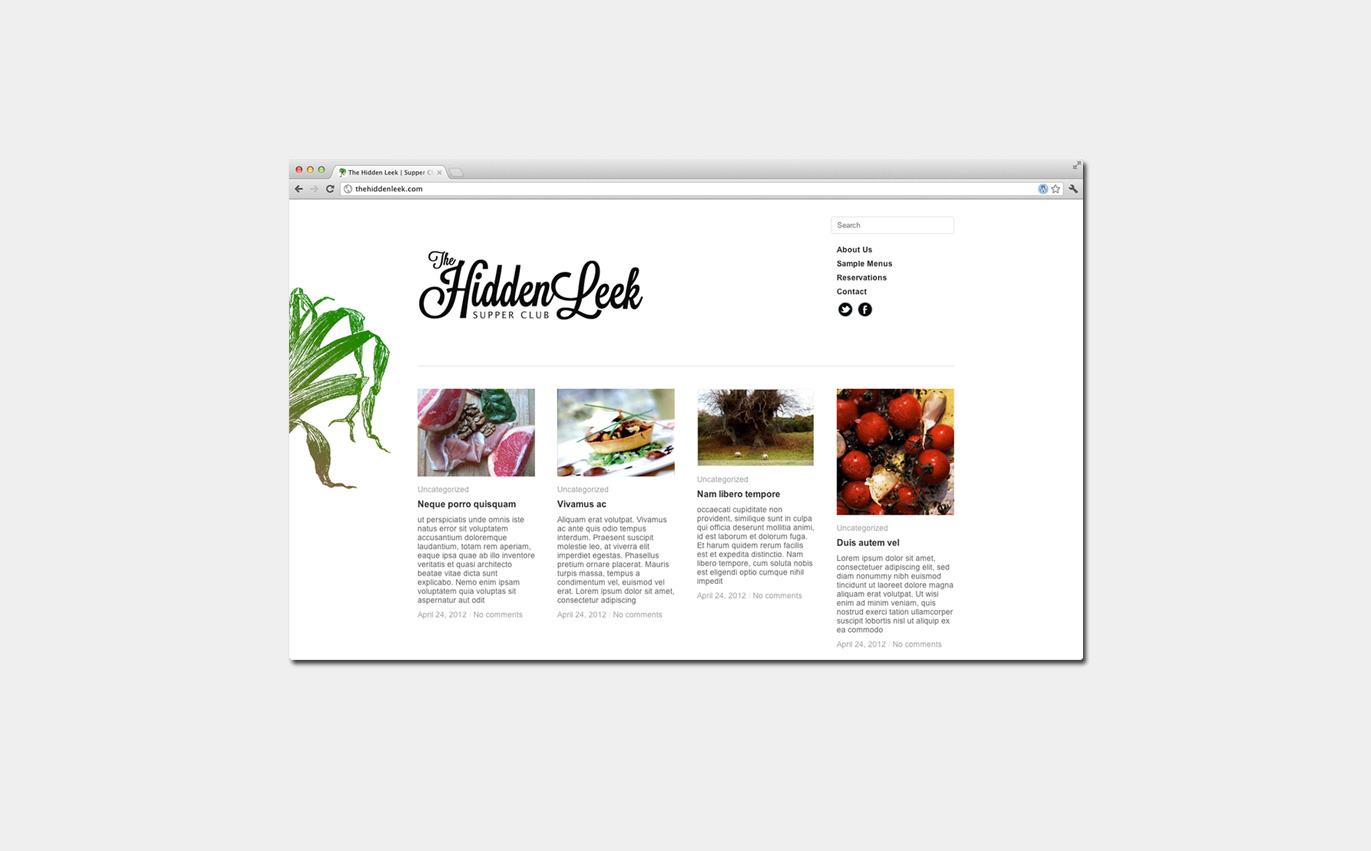 The Hidden Leek | Supper C
thehiddenleek.com
Search
About Us
Sample Menus
Reservations
Contact
The
Hidden Leek
SUPPER CLUB
Uncategorized
Neque porro quisquam
ut perspiciatis unde omnis iste
natus error sit voluptatem
accusantium doloremque
laudantium, totam rem aperiam,
eaque ipsa quae ab illo inventore
veritatis et quasi architecto
beatae vitae dicta sunt
explicabo. Nemo enim ipsam
voluptatem quia voluptas sit
aspernatur aut odit
April 24, 2012 / No comments
Uncategorized
Vivamus ac
Aliquam erat volutpat. Vivamus
ac ante quis odio tempus
interdum. Praesent suscipit
molestie leo, at viverra elit
imperdiet egestas. Phasellus
pretium ornare placerat. Mauris
turpis massa, tempus a
condimentum vel, euismod vel
erat. Lorem ipsum dolor sit amet,
consectetur adipiscing
April 24, 2012 / No comments
Uncategorized
Nam libero tempore
occaecati cupiditate non
provident, similique sunt in culpa
qui officia deserunt mollitia animi,
id est laborum et dolorum fuga.
Et harum quidem rerum facilis
est et expedita distinctio. Nam
libero tempore, cum soluta nobis
est eligendi optio cumque nihil
impedit
April 24, 2012 / No comments
Uncategorized
Duis autem vel
Lorem ipsum dolor sit amet,
consectetuer adipiscing elit, sed
diam nonummy nibh euismod
tincidunt ut laoreet dolore magna
aliquam erat volutpat. Ut wisi
enim ad minim veniam, quis
nostrud exerci tation ullamcorper
suscipit lobortis nisl ut aliquip ex
ea commodo
April 24, 2012 / No comments